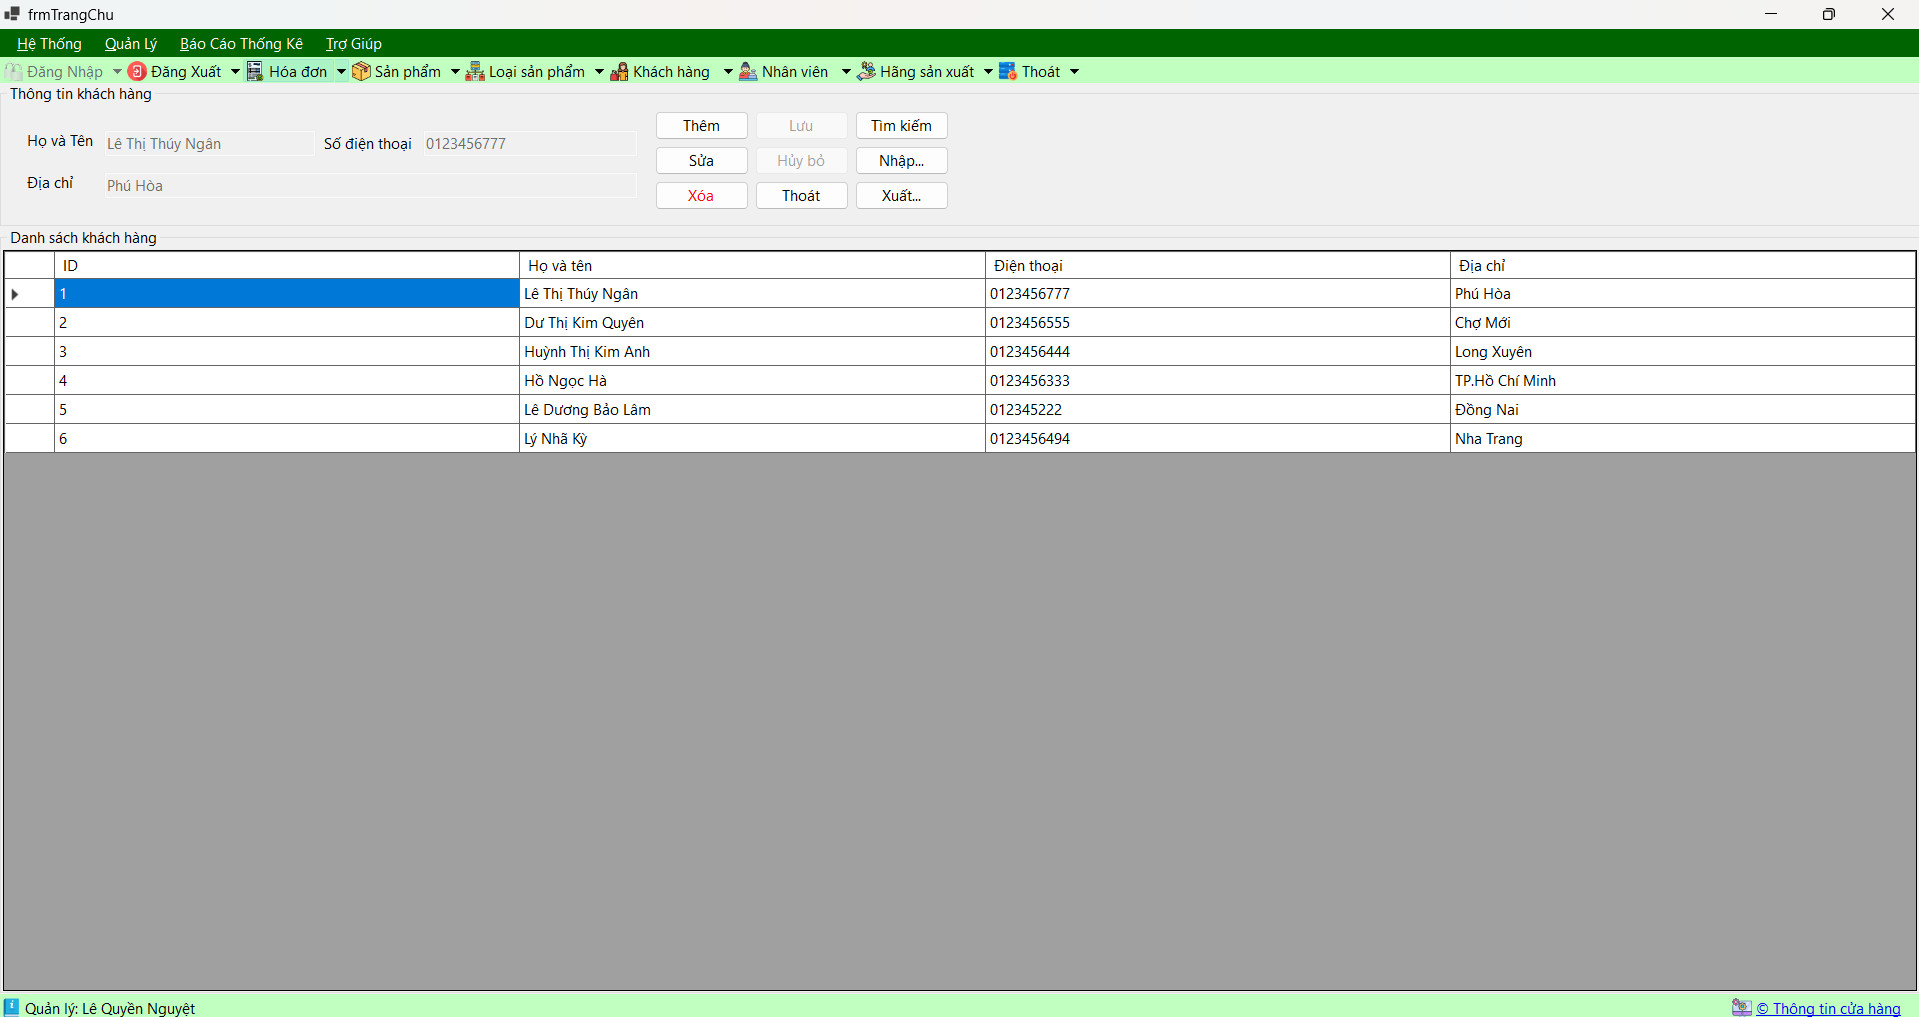 frmTrangChu
Hệ Thống Quản Lý Báo Cáo Thống Kê Trợ Giúp
Đăng Nhập Đăng Xuất Hóa đơn Sản phẩm Loại sản phẩm Khách hàng Nhân viên Hãng sản xuất Thoát
Thông tin khách hàng
Họ và Tên Lê Thị Thúy Ngân Số điện thoại 0123456777
Địa chỉ Phú Hòa
Thêm Lưu Tìm kiếm
Sửa Hủy bỏ Nhập...
Xóa Thoát Xuất...
Danh sách khách hàng
ID Họ và tên Điện thoại Địa chỉ
1 Lê Thị Thúy Ngân 0123456777 Phú Hòa
2 Dư Thị Kim Quyên 0123456555 Chợ Mới
3 Huỳnh Thị Kim Anh 0123456444 Long Xuyên
4 Hồ Ngọc Hà 0123456333 TP.Hồ Chí Minh
5 Lê Dương Bảo Lâm 012345222 Đồng Nai
6 Lý Nhã Kỳ 0123456494 Nha Trang
Quản lý: Lê Quyền Nguyệt © Thông tin cửa hàng